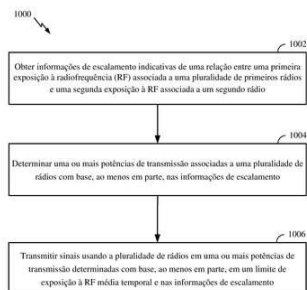 1000
1002
Obter informações de escalamento indicativas de uma relação entre uma primeira
exposição à radiofrequência (RF) associada a uma pluralidade de primeiros rádios
e uma segunda exposição à RF associada a um segundo rádio
1004
Determinar uma ou mais potências de transmissão associadas a uma pluralidade de
rádios com base, ao menos em parte, nas informações de escalamento
1006
Transmitir sinais usando a pluralidade de rádios em uma ou mais potências de
transmissão determinadas com base, ao menos em parte, em um limite de
exposição à RF média temporal e nas informações de escalamento